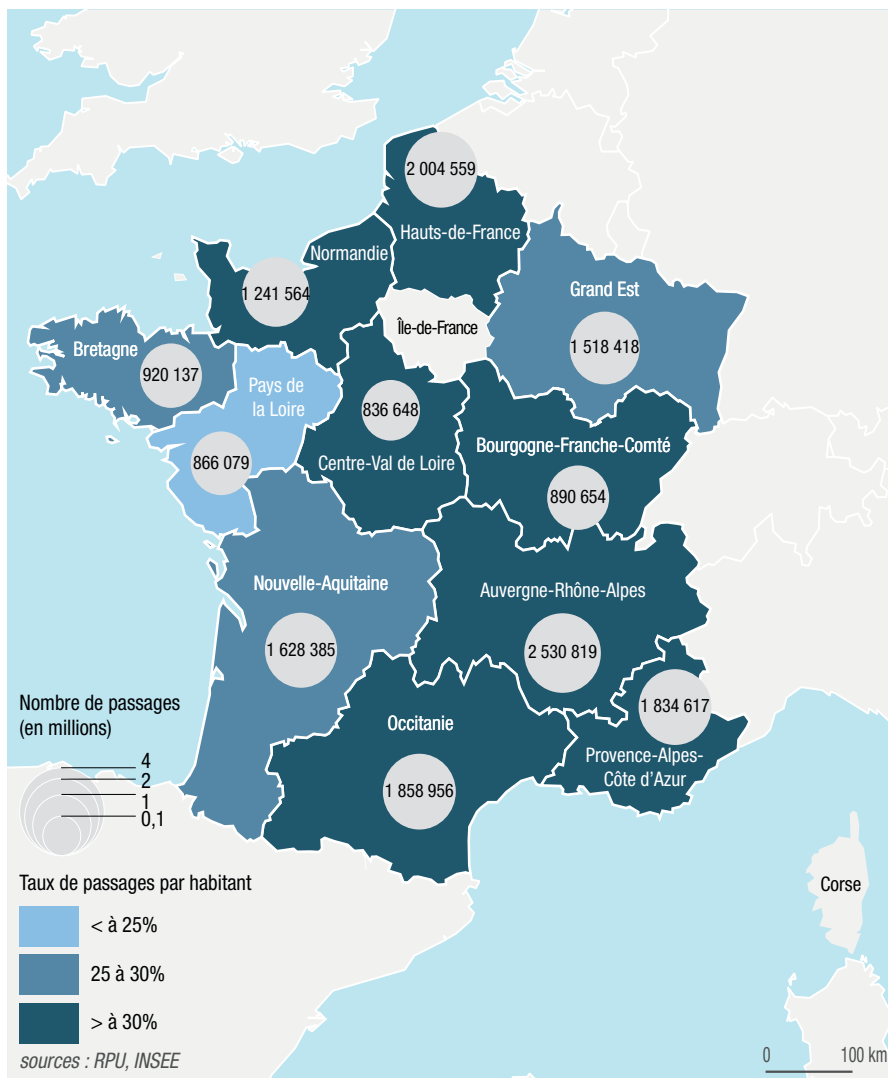 2 004 559
Hauts-de-France
Normandie
1 241 564
Grand Est
1 518 418
Île-de-France
Bretagne
920 137
Pays de
la Loire
866 079
836 648
Centre-Val de Loire
Bourgogne-Franche-Comté
890 654
Nouvelle-Aquitaine
1 628 385
Auvergne-Rhône-Alpes
2 530 819
1 834 617
Provence-Alpes-
Côte d'Azur
Occitanie
1 858 956
Corse
Nombre de passages
(en millions)
4
2
1
0,1
Taux de passages par habitant
< à 25%
25 à 30%
> à 30%
sources : RPU, INSEE
0 100 km